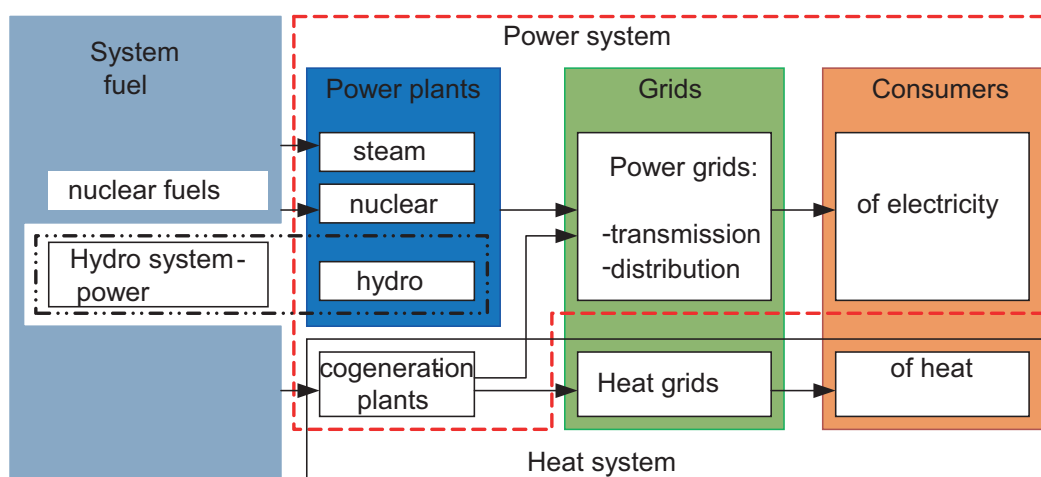 Power system
System
fuel
Power plants
Grids
Consumers
steam
nuclear fuels
nuclear
Hydro system-
power
hydro
Power grids:
-transmission
-distribution
of electricity
cogeneration-
plants
Heat grids
of heat
Heat system